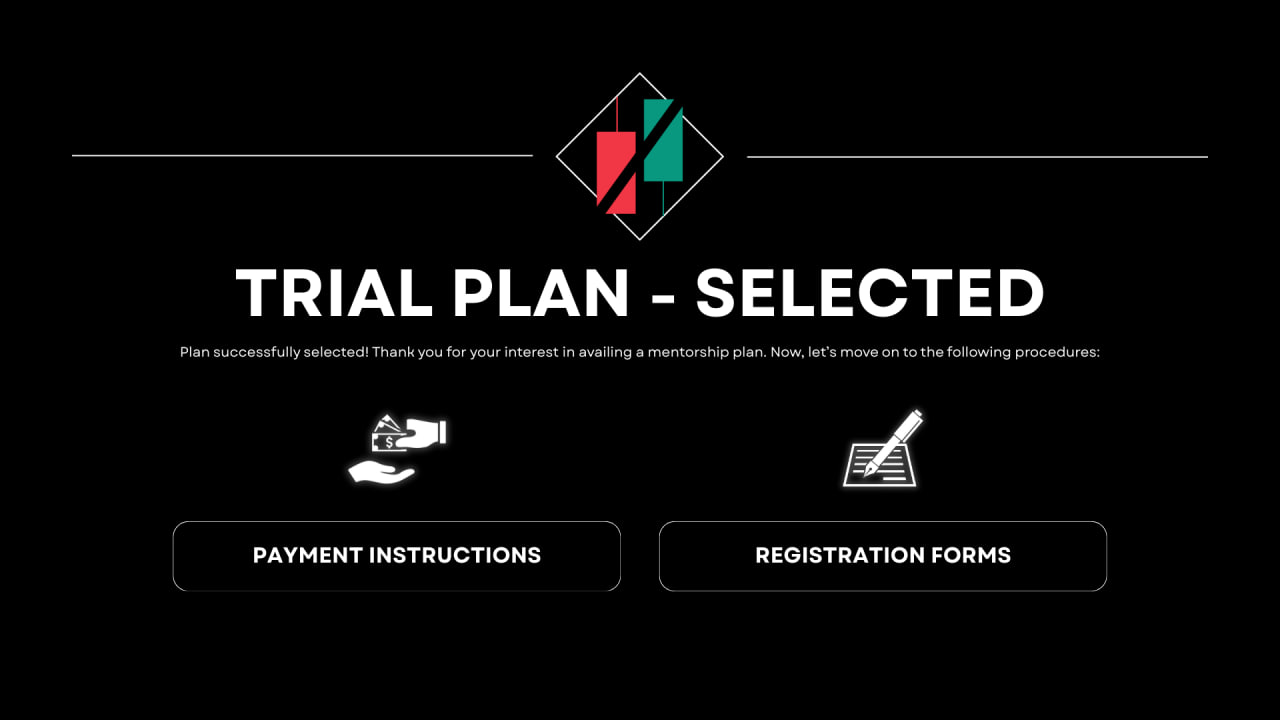 TRIAL PLAN - SELECTED
Plan successfully selected! Thank you for your interest in availing a mentorship plan. Now, let's move on to the following procedures:
$
PAYMENT INSTRUCTIONS
REGISTRATION FORMS